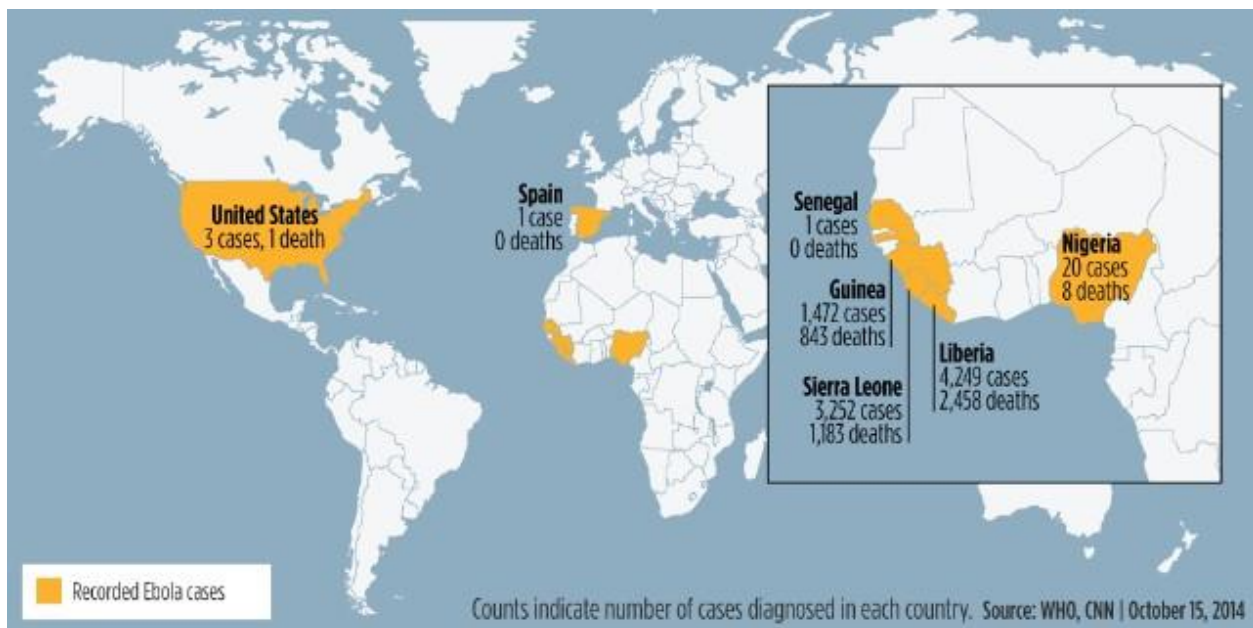 United States
3 cases, 1 death
Spain
1 case
0 deaths
Senegal
1 cases
0 deaths
Guinea
1,472 cases
843 deaths
Sierra Leone
3,252 cases
1,183 deaths
Liberia
4,249 cases
2,458 deaths
Nigeria
20 cases
8 deaths
Recorded Ebola cases
Counts indicate number of cases diagnosed in each country. Source: WHO, CNN | October 15, 2014